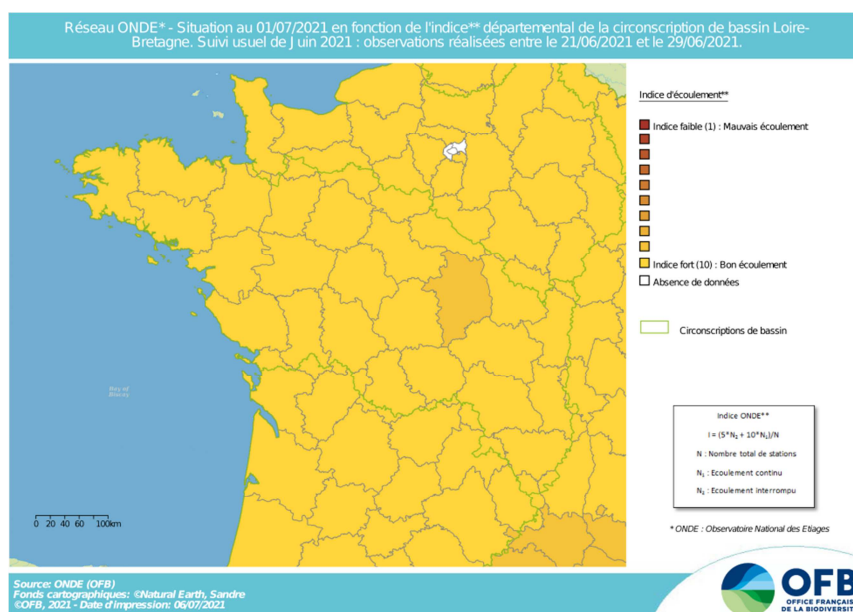 Réseau ONDE* - Situation au 01/07/2021 en fonction de l'indice** départemental de la circonscription de bassin Loire-
Bretagne. Suivi usuel de Juin 2021 : observations réalisées entre le 21/06/2021 et le 29/06/2021.
Indice d'écoulement**
Indice faible (1) : Mauvais écoulement
Indice fort (10) : Bon écoulement
Absence de données
Circonscriptions de bassin
Bay of
Biscay
Indice ONDE**
I = (5*N₂ + 10*N₁)/N
N : Nombre total de stations
N₁ : Ecoulement continu
N₂ : Ecoulement interrompu
0 20 40 60 100km
* ONDE : Observatoire National des Etiages
Source: ONDE (OFB)
Fonds cartographiques: ©Natural Earth, Sandre
©OFB, 2021 - Date d'impression: 06/07/2021
OFB
OFFICE FRANÇAIS
DE LA BIODIVERSITÉ